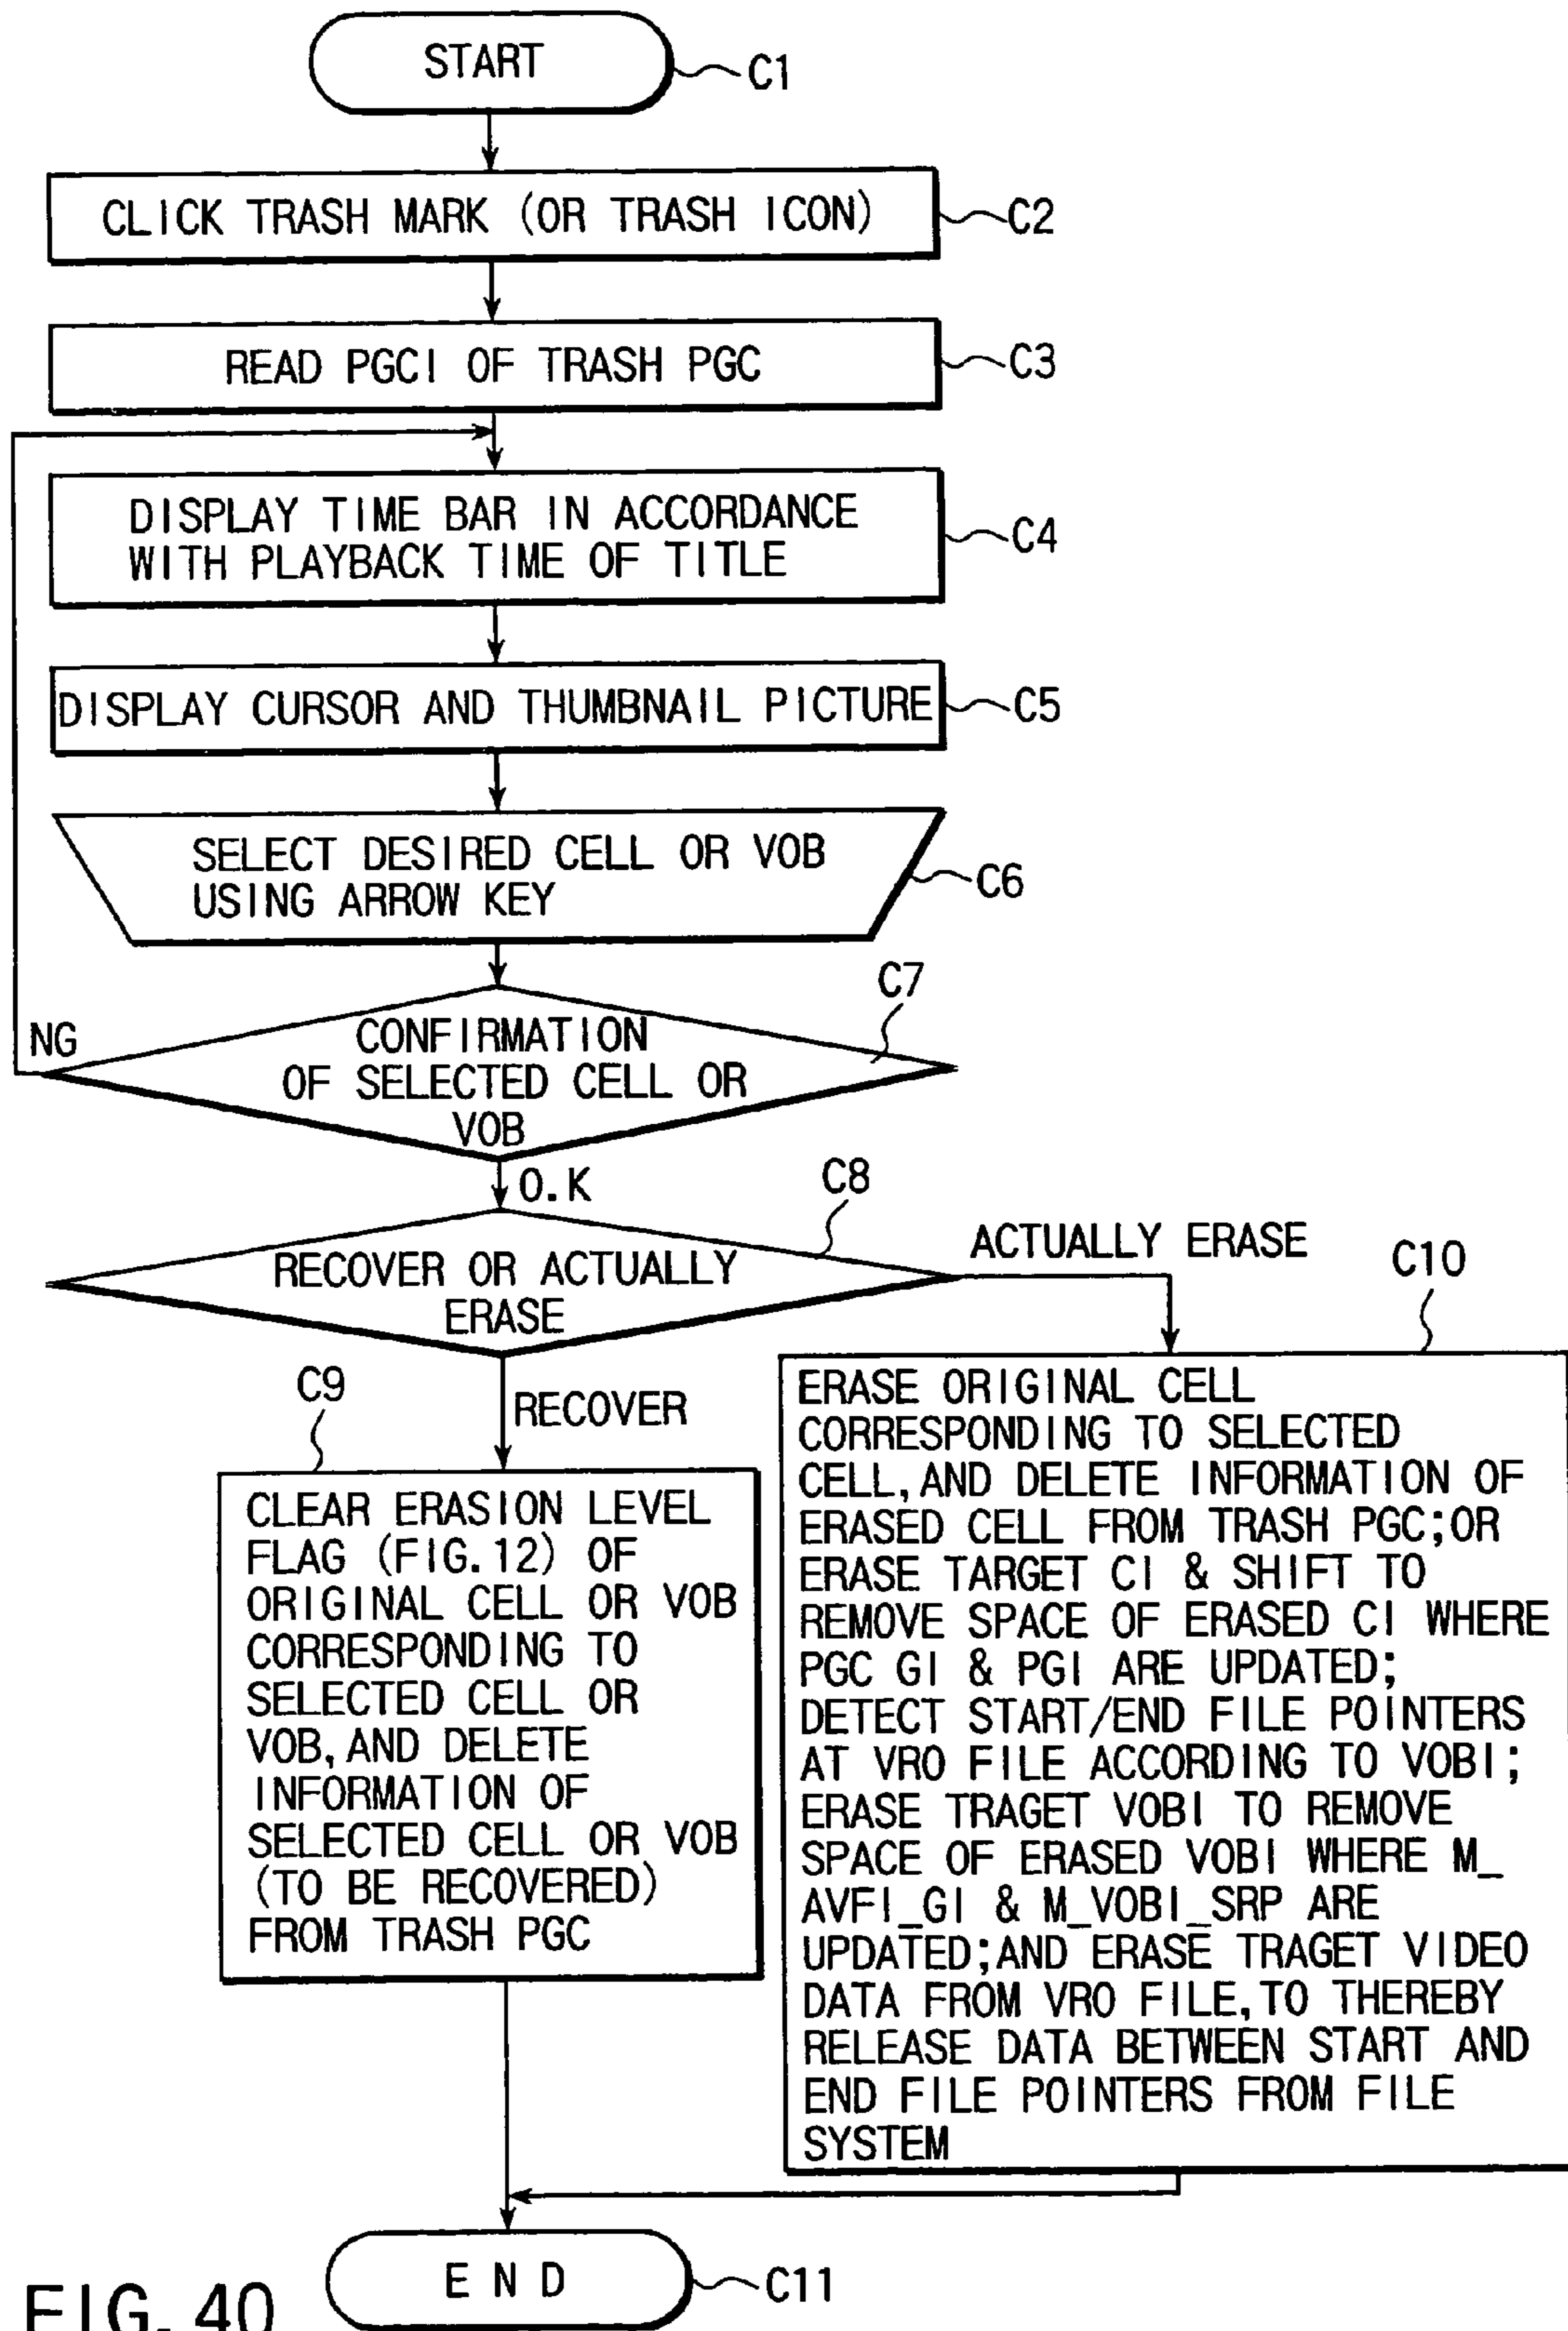 START
C1
CLICK TRASH MARK (OR TRASH ICON)
C2
READ PGCI OF TRASH PGC
C3
DISPLAY TIME BAR IN ACCORDANCE
WITH PLAYBACK TIME OF TITLE
C4
DISPLAY CURSOR AND THUMBNAIL PICTURE
C5
SELECT DESIRED CELL OR VOB
USING ARROW KEY
C6
C7
NG
CONFIRMATION
OF SELECTED CELL OR
VOB
O.K
C8
RECOVER OR ACTUALLY
ERASE
ACTUALLY ERASE
C10
RECOVER
C9
CLEAR ERASION LEVEL
FLAG (FIG.12) OF
ORIGINAL CELL OR VOB
CORRESPONDING TO
SELECTED CELL OR
VOB, AND DELETE
INFORMATION OF
SELECTED CELL OR VOB
(TO BE RECOVERED)
FROM TRASH PGC
ERASE ORIGINAL CELL
CORRESPONDING TO SELECTED
CELL, AND DELETE INFORMATION OF
ERASED CELL FROM TRASH PGC;OR
ERASE TARGET CI & SHIFT TO
REMOVE SPACE OF ERASED CI WHERE
PGC GI & PGI ARE UPDATED;
DETECT START/END FILE POINTERS
AT VRO FILE ACCORDING TO VOBI;
ERASE TRAGET VOBI TO REMOVE
SPACE OF ERASED VOBI WHERE M_
AVFI_GI & M_VOBI_SRP ARE
UPDATED;AND ERASE TRAGET VIDEO
DATA FROM VRO FILE, TO THEREBY
RELEASE DATA BETWEEN START AND
END FILE POINTERS FROM FILE
SYSTEM
END
C11
FIG. 40